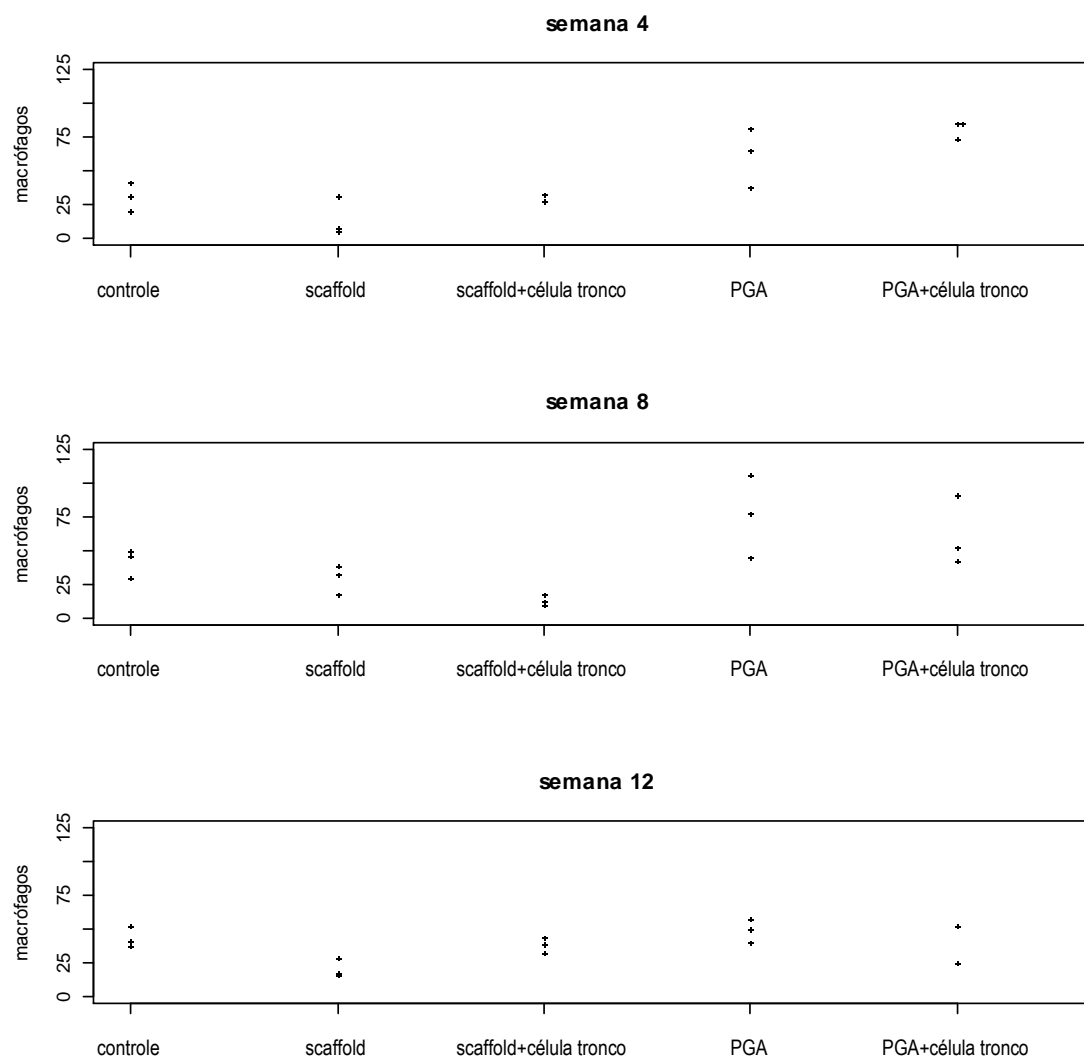 semana 4
macrófagos
125
75
25
0
controle scaffold scaffold+célula tronco PGA PGA+célula tronco
semana 8
macrófagos
125
75
25
0
controle scaffold scaffold+célula tronco PGA PGA+célula tronco
semana 12
macrófagos
125
75
25
0
controle scaffold scaffold+célula tronco PGA PGA+célula tronco